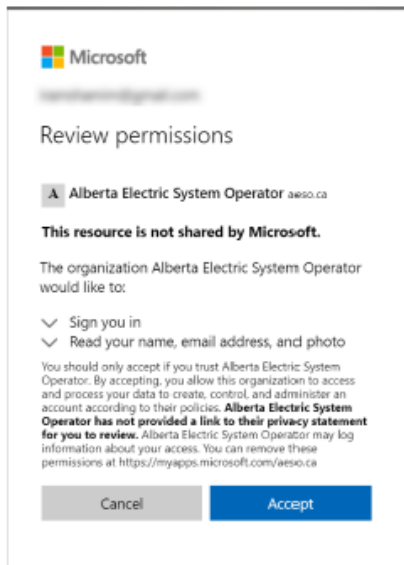 Microsoft
Review permissions
A Alberta Electric System Operator aeso.ca
This resource is not shared by Microsoft.
The organization Alberta Electric System Operator
would like to:
Sign you in
Read your name, email address, and photo
You should only accept if you trust Alberta Electric System
Operator. By accepting, you allow this organization to access
and process your data to create, control, and administer an
account according to their policies. Alberta Electric System
Operator has not provided a link to their privacy statement
for you to review. Alberta Electric System Operator may log
information about your access. You can remove these
permissions at https://myapps.microsoft.com/aeso.ca
Cancel Accept